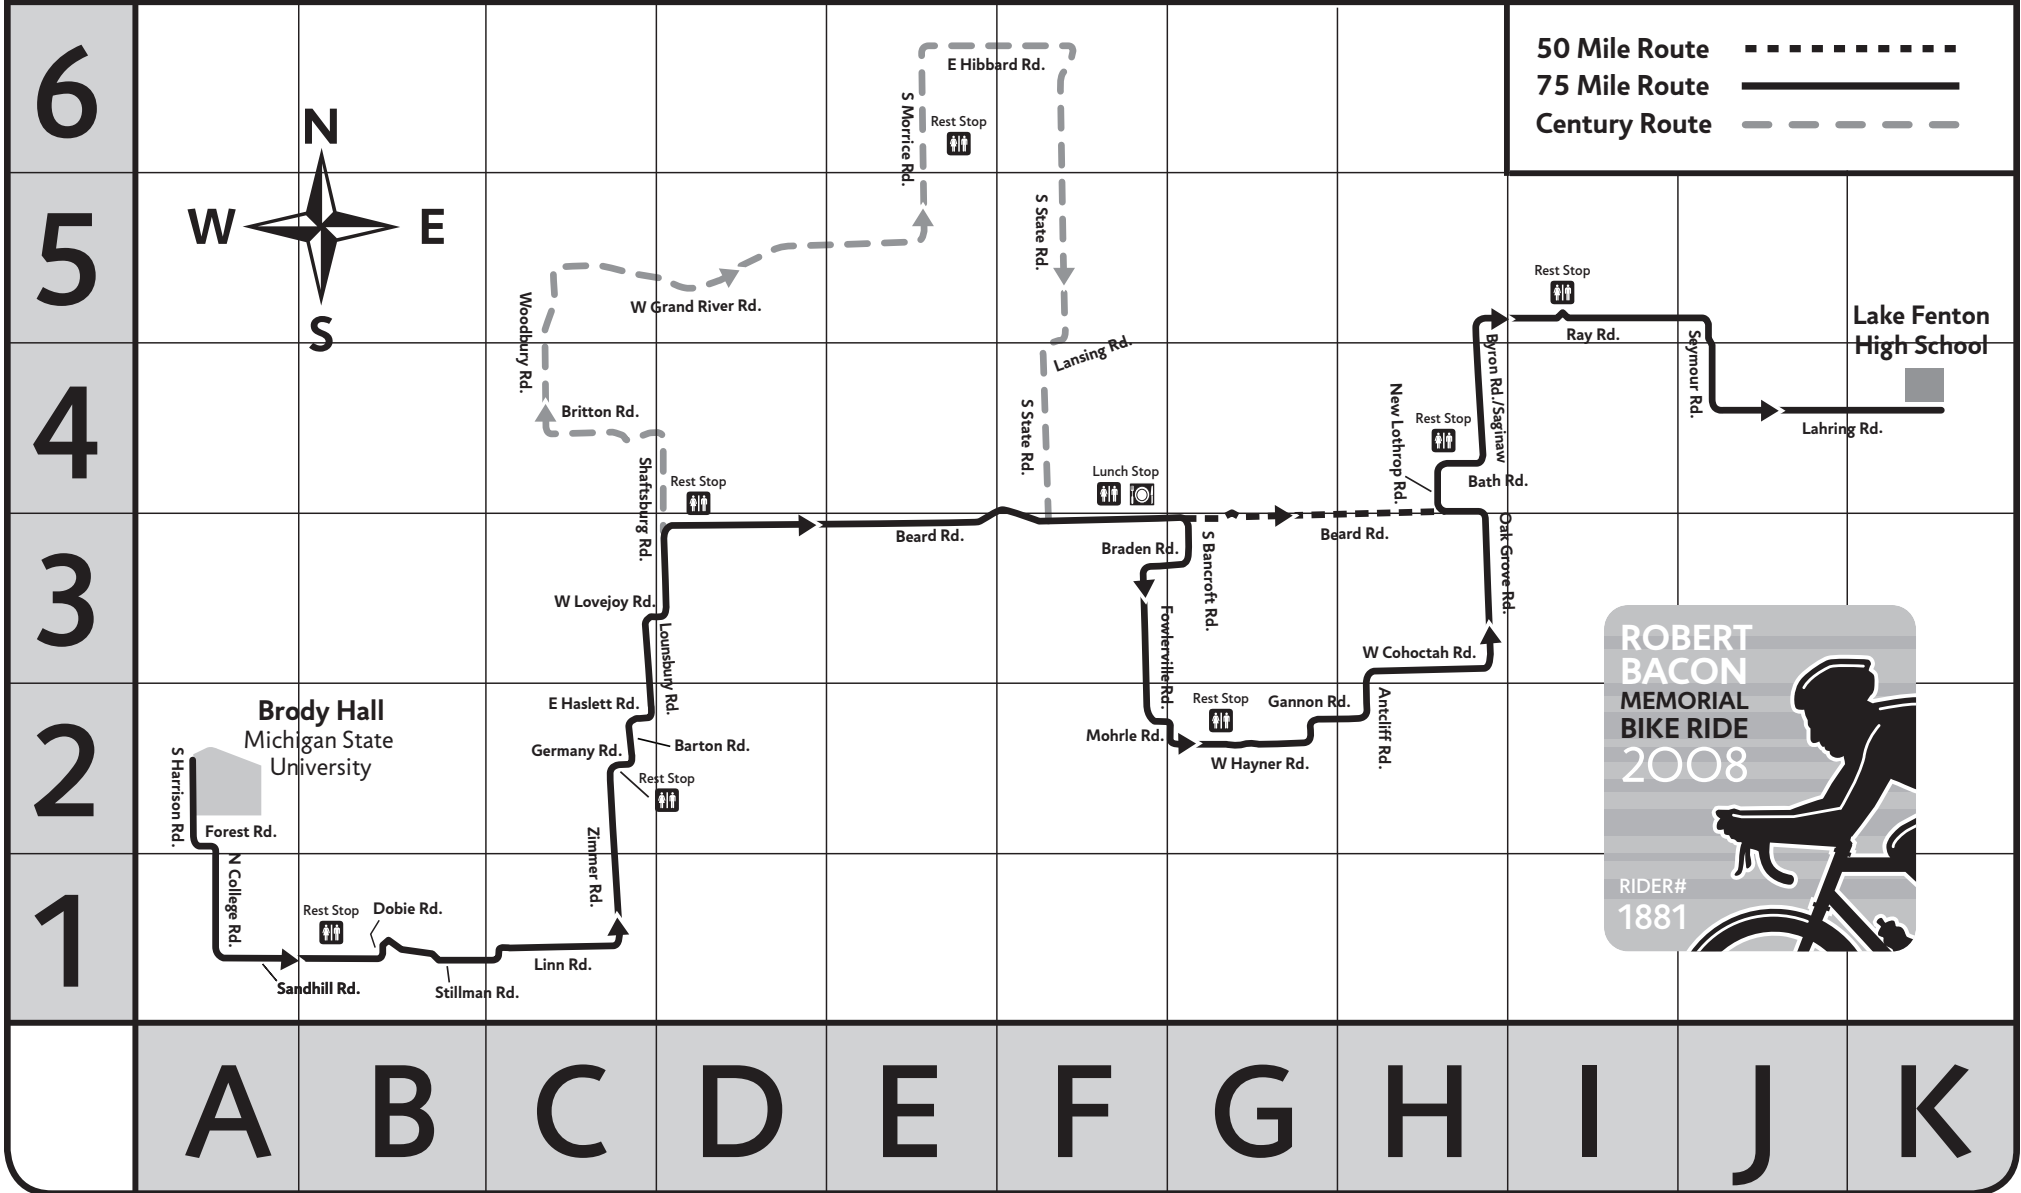 6
5
4
3
2
1
A
B
C
D
E
F
G
H
I
J
K
50 Mile Route
75 Mile Route
Century Route
N
W
E
S
E Hibbard Rd.
S Morrice Rd.
Rest Stop
S State Rd.
W Grand River Rd.
Woodbury Rd.
Britton Rd.
Shaftsburg Rd.
Rest Stop
Lansing Rd.
S State Rd.
Lunch Stop
Rest Stop
Ray Rd.
Seymour Rd.
Lake Fenton
High School
Lahring Rd.
Byron Rd./Saginaw
New Lothrop Rd.
Rest Stop
Bath Rd.
Beard Rd.
Braden Rd.
S Bancroft Rd.
Beard Rd.
Oak Grove Rd.
W Lovejoy Rd.
Lounsbury Rd.
Fowlerville Rd.
W Cohoctah Rd.
E Haslett Rd.
Germany Rd.
Barton Rd.
Rest Stop
Mohrle Rd.
Rest Stop
Gannon Rd.
W Hayner Rd.
Antcliff Rd.
Brody Hall
Michigan State
University
S Harrison Rd.
Forest Rd.
N College Rd.
Zimmer Rd.
Rest Stop
Dobie Rd.
Sandhill Rd.
Stillman Rd.
Linn Rd.
ROBERT
BACON
MEMORIAL
BIKE RIDE
2008
RIDER#
1881